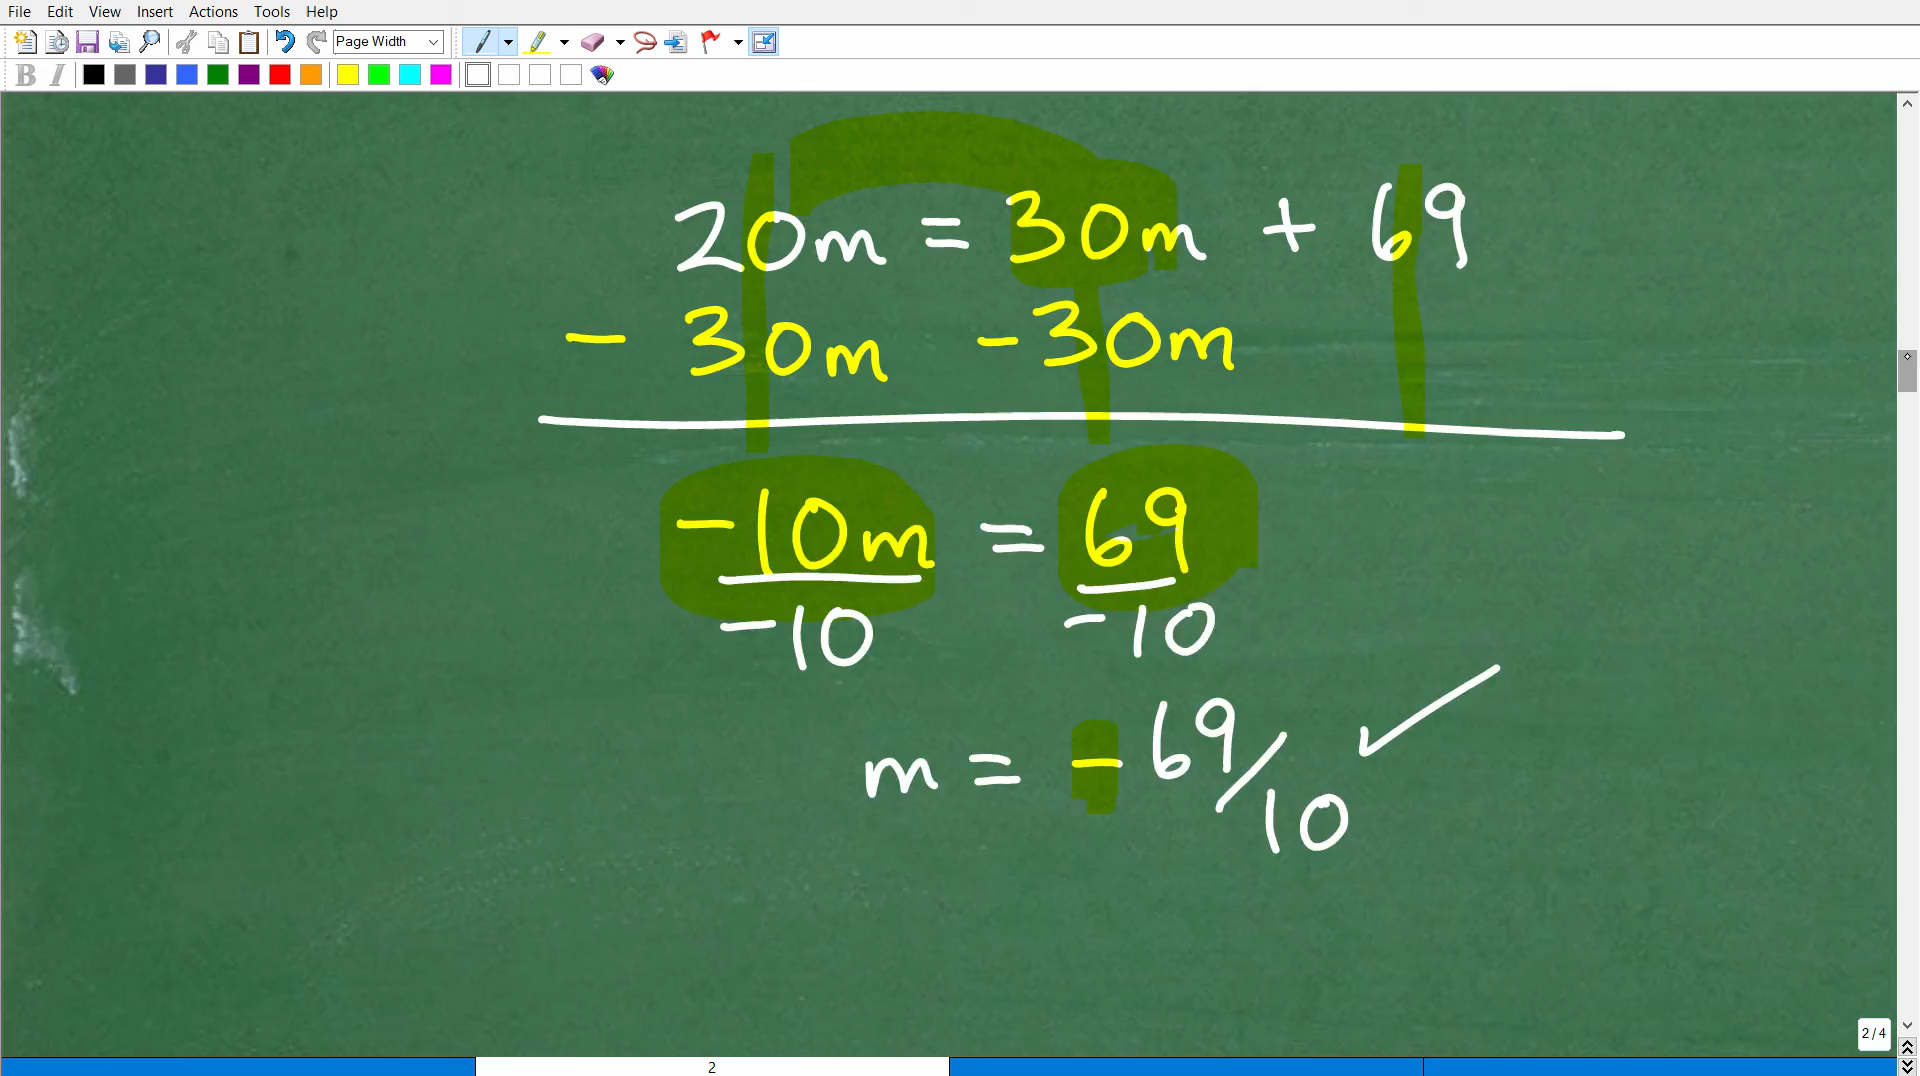 File Edit View Insert Actions Tools Help
Page Width
B I
20m = 30m + 69
- 30m - 30m
-10m = 69
-10 -10
m = - 69/10 ✓
2 / 4
2